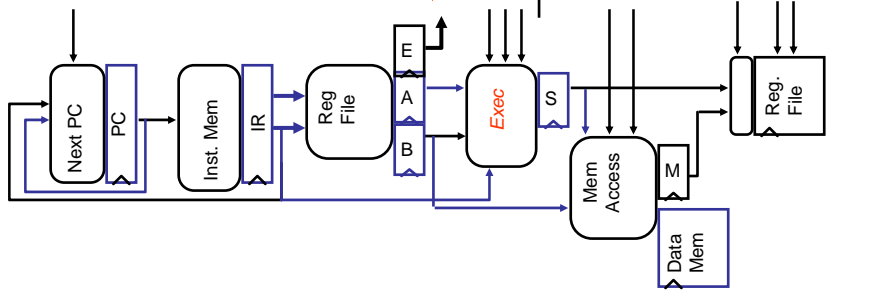 Next PC
PC
Inst. Mem
IR
Reg
File
E
A
B
Exec
S
Mem
Access
M
Data
Mem
Reg.
File